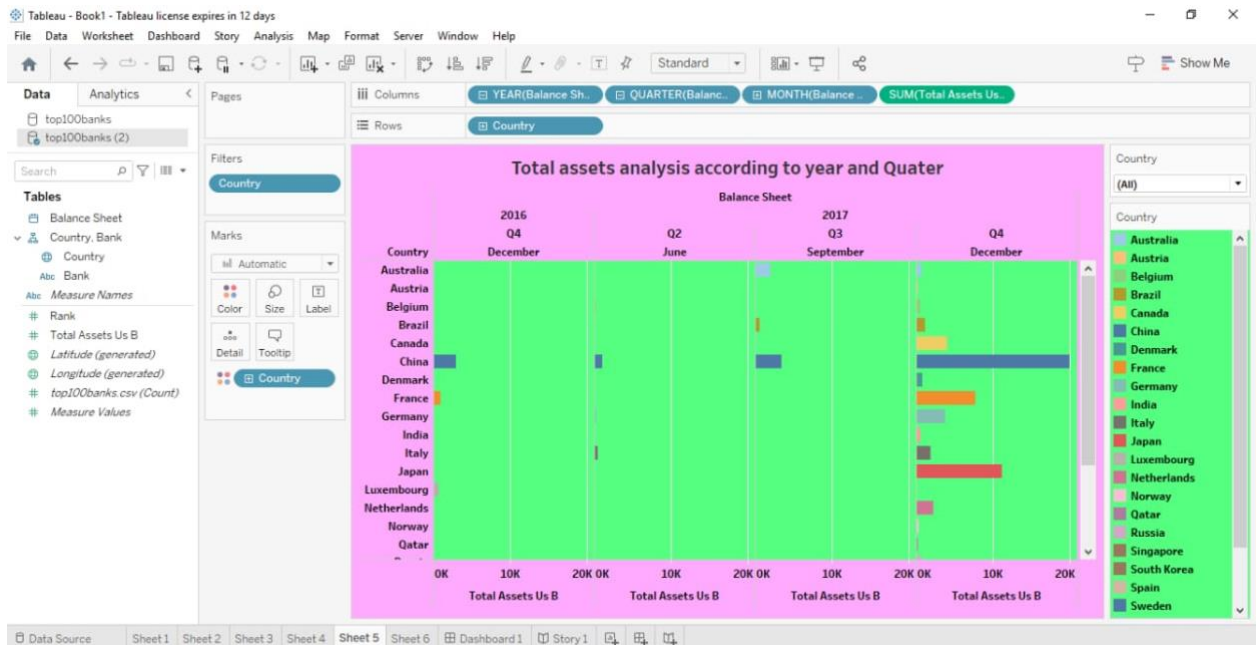 Tableau - Book1 - Tableau license expires in 12 days
File Data Worksheet Dashboard Story Analysis Map Format Server Window Help
Standard
Show Me
Data Analytics
top100banks
top100banks (2)
Search
Tables
Balance Sheet
Country, Bank
Country
Abc Bank
Abc Measure Names
# Rank
# Total Assets Us B
Latitude (generated)
Longitude (generated)
# top100banks.csv (Count)
# Measure Values
Pages
Filters
Country
Marks
Automatic
Color Size Label
Detail Tooltip
Country
Columns YEAR(Balance Sh.. QUARTER(Balanc.. MONTH(Balance .. SUM(Total Assets Us..
Rows Country
Total assets analysis according to year and Quater
Balance Sheet
2016 2017
Q4 Q2 Q3 Q4
Country December June September December
Australia
Austria
Belgium
Brazil
Canada
China
Denmark
France
Germany
India
Italy
Japan
Luxembourg
Netherlands
Norway
Qatar
0K 10K 20K 0K 10K 20K 0K 10K 20K 0K 10K 20K
Total Assets Us B Total Assets Us B Total Assets Us B Total Assets Us B
Country
(All)
Country
Australia
Austria
Belgium
Brazil
Canada
China
Denmark
France
Germany
India
Italy
Japan
Luxembourg
Netherlands
Norway
Qatar
Russia
Singapore
South Korea
Spain
Sweden
Data Source Sheet 1 Sheet 2 Sheet 3 Sheet 4 Sheet 5 Sheet 6 Dashboard 1 Story 1